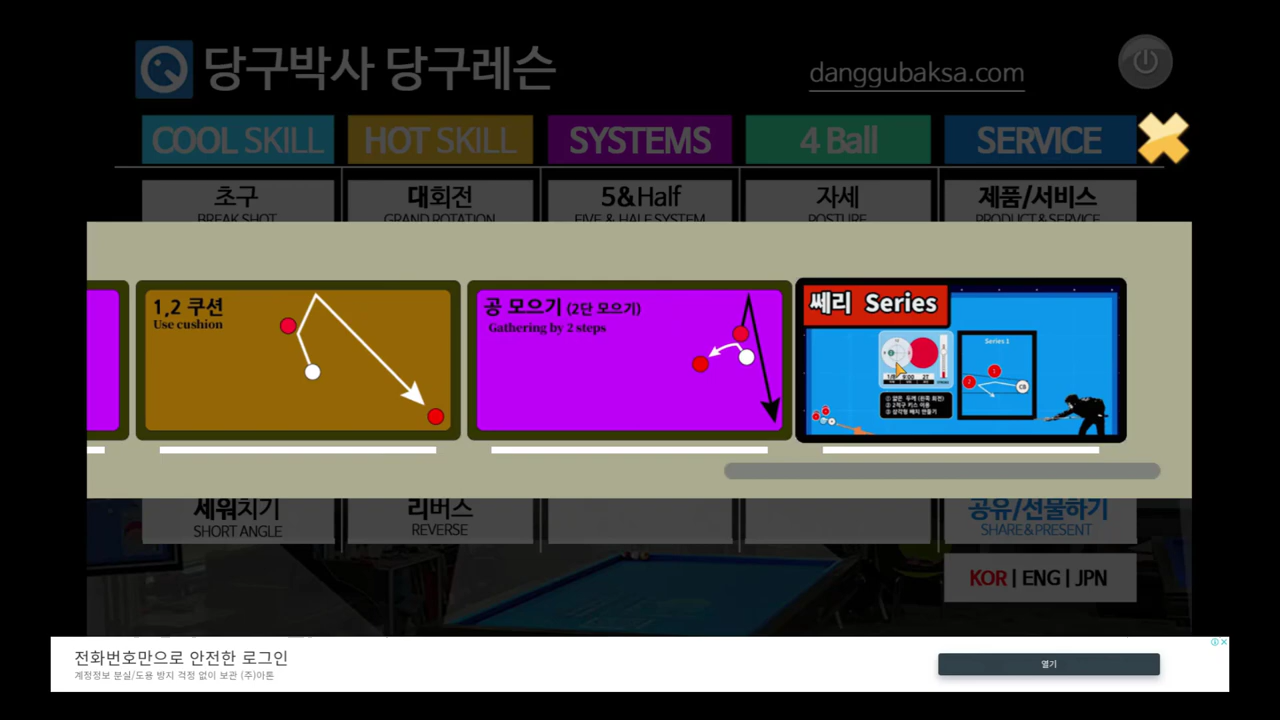 당구박사 당구레슨
danggubaksa.com
COOL SKILL
HOT SKILL
SYSTEMS
4 Ball
SERVICE
초구
BREAK SHOT
대회전
GRAND ROTATION
5&Half
FIVE & HALF SYSTEM
자세
POSTURE
제품/서비스
PRODUCT & SERVICE
1,2 쿠션
Use cushion
공 모으기 (2단 모으기)
Gathering by 2 steps
쎄리 Series
Series 1
1
2
CB
세워치기
SHORT ANGLE
리버스
REVERSE
공유/선물하기
SHARE & PRESENT
KOR | ENG | JPN
전화번호만으로 안전한 로그인
계정정보 분실/도용 방지 걱정 없이 보관 (주)아톤
열기